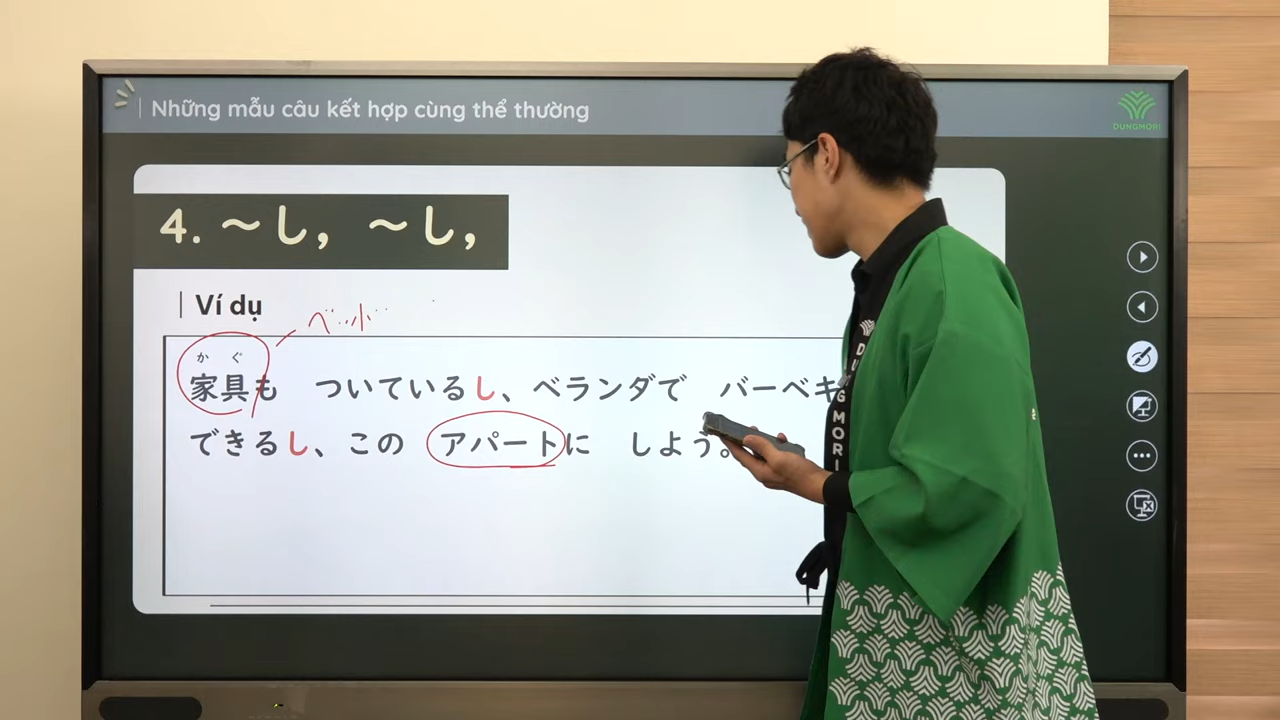 Những mẫu câu kết hợp cùng thể thường
DUNGMORI
4. ～し, ～し,
Ví dụ
か ぐ
家具も ついているし、ベランダで バーベキ
できるし、この アパートに しよう。
DUNGMORI